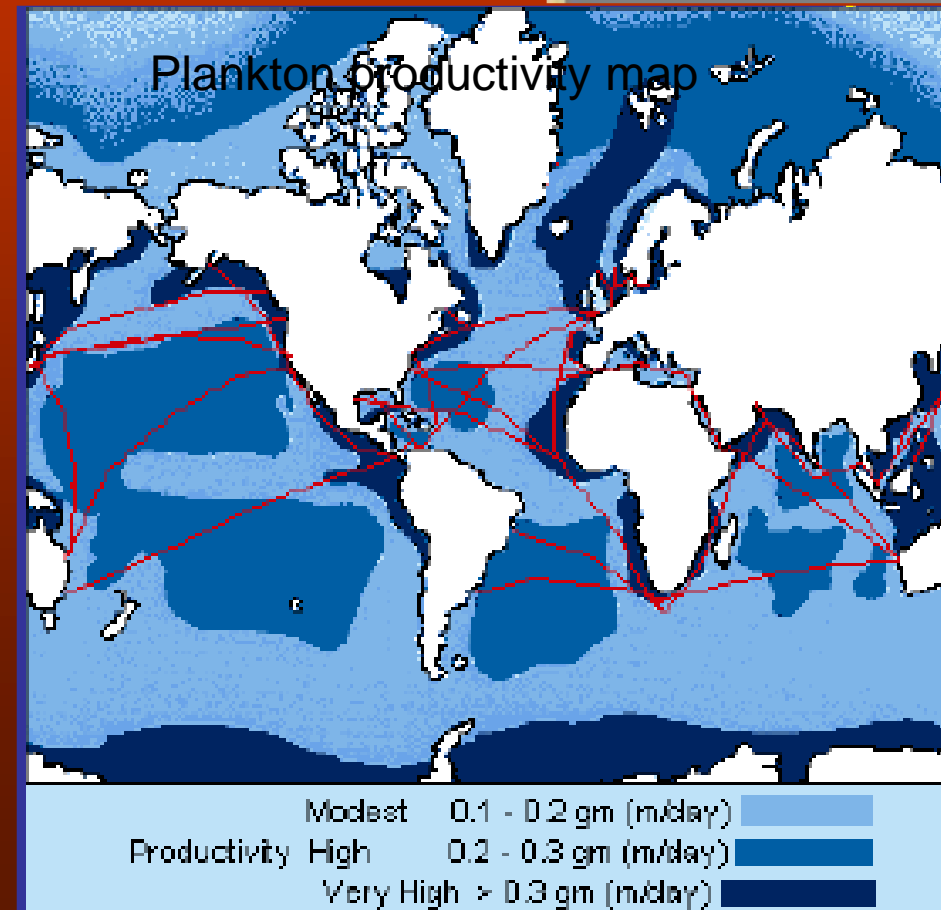 Plankton productivity map
Modest 0.1 - 0.2 gm (m/day)
Productivity High 0.2 - 0.3 gm (m/day)
Very High > 0.3 gm (m/day)